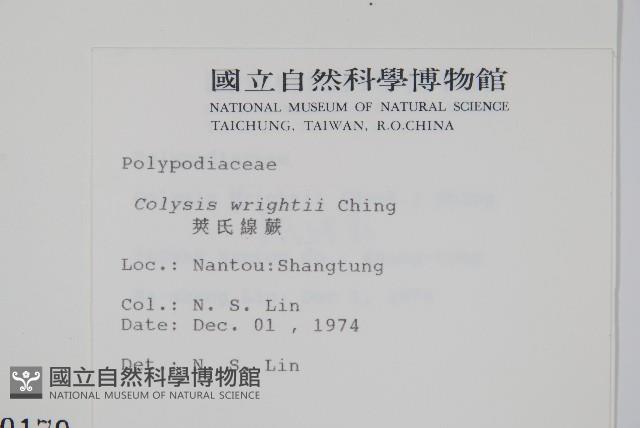 國立自然科學博物館
NATIONAL MUSEUM OF NATURAL SCIENCE
TAICHUNG, TAIWAN, R.O.CHINA
Polypodiaceae
Colysis wrightii Ching
萊氏線蕨
Loc.: Nantou:Shangtung
Col.: N. S. Lin
Date: Dec. 01 , 1974
Det.: N. S. Lin
國立自然科學博物館
NATIONAL MUSEUM OF NATURAL SCIENCE